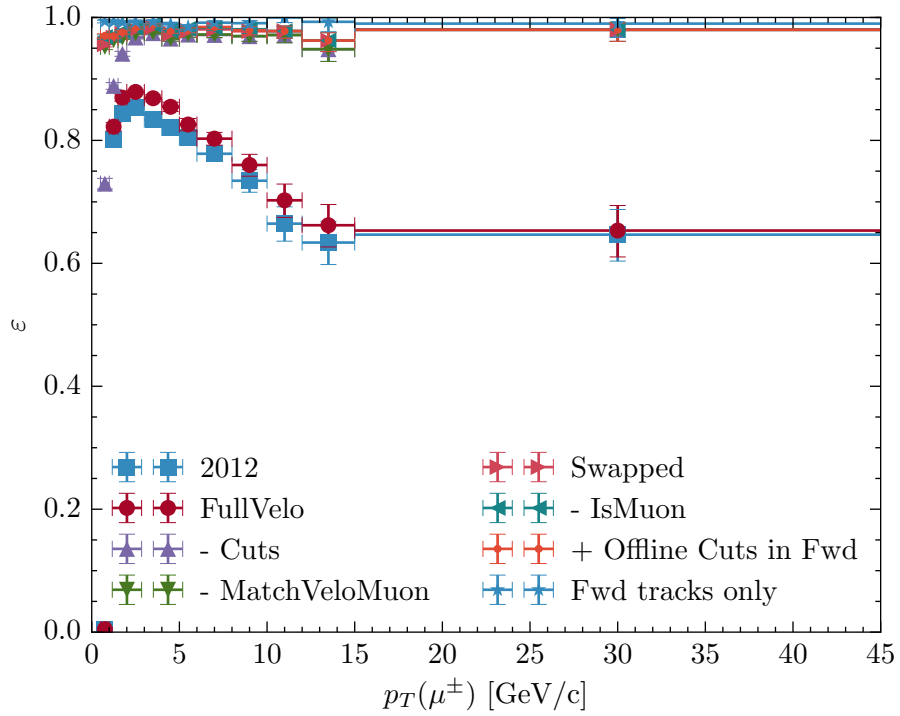 1.0
0.8
0.6
0.4
0.2
0.0
ε
2012
FullVelo
- Cuts
- MatchVeloMuon
Swapped
- IsMuon
+ Offline Cuts in Fwd
Fwd tracks only
0 5 10 15 20 25 30 35 40 45
p_T(μ^±) [GeV/c]